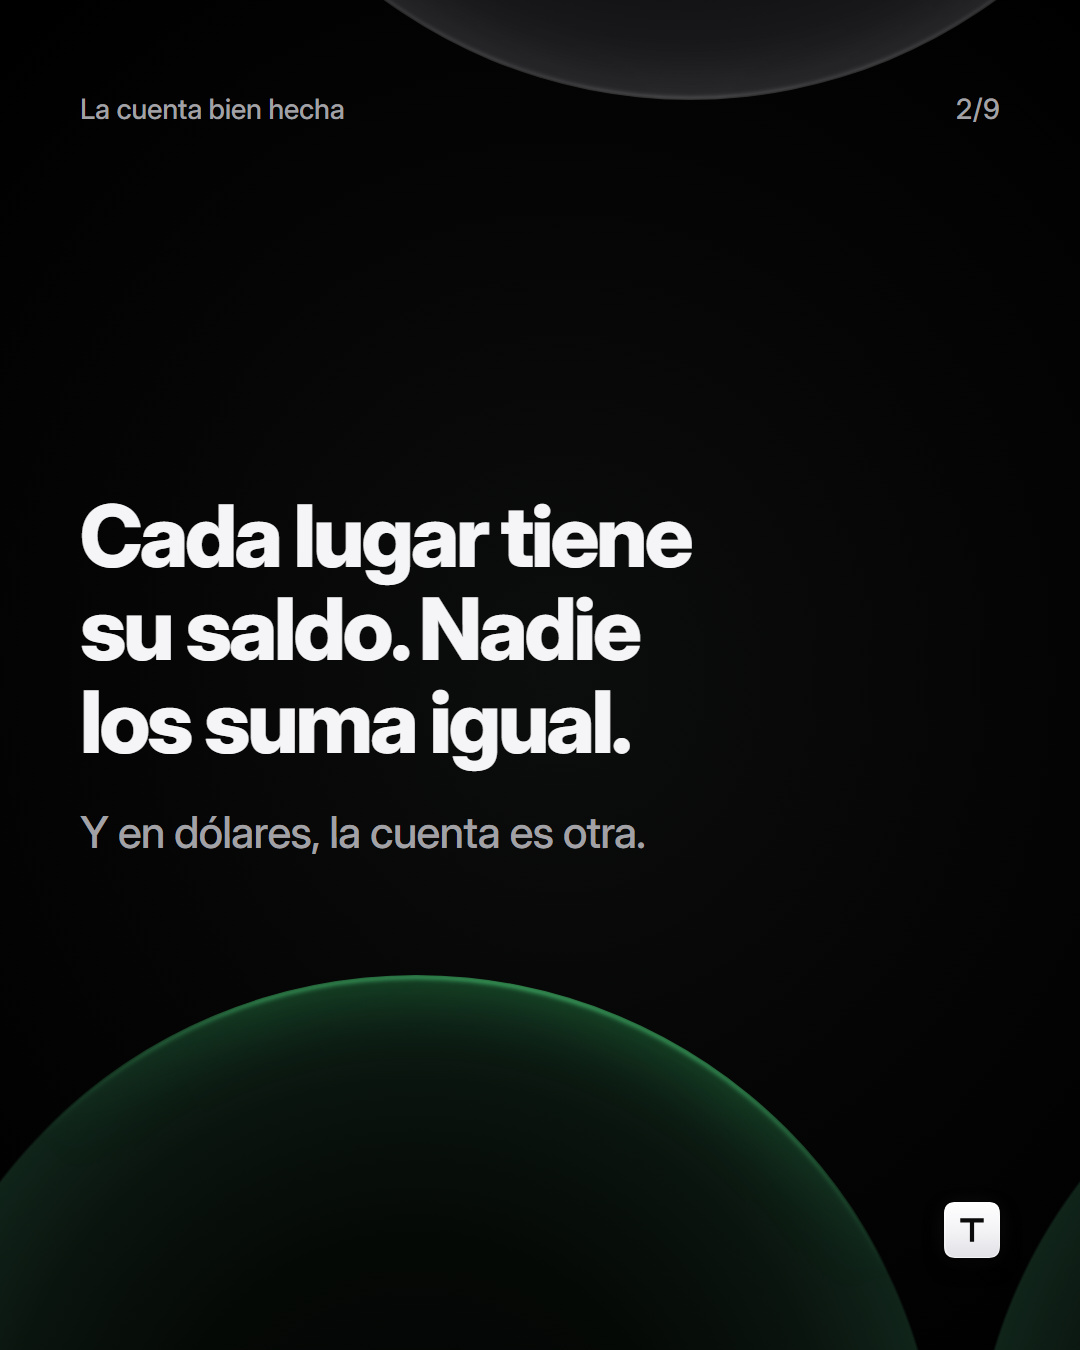 La cuenta bien hecha
2/9
Cada lugar tiene
su saldo. Nadie
los suma igual.
Y en dólares, la cuenta es otra.
T